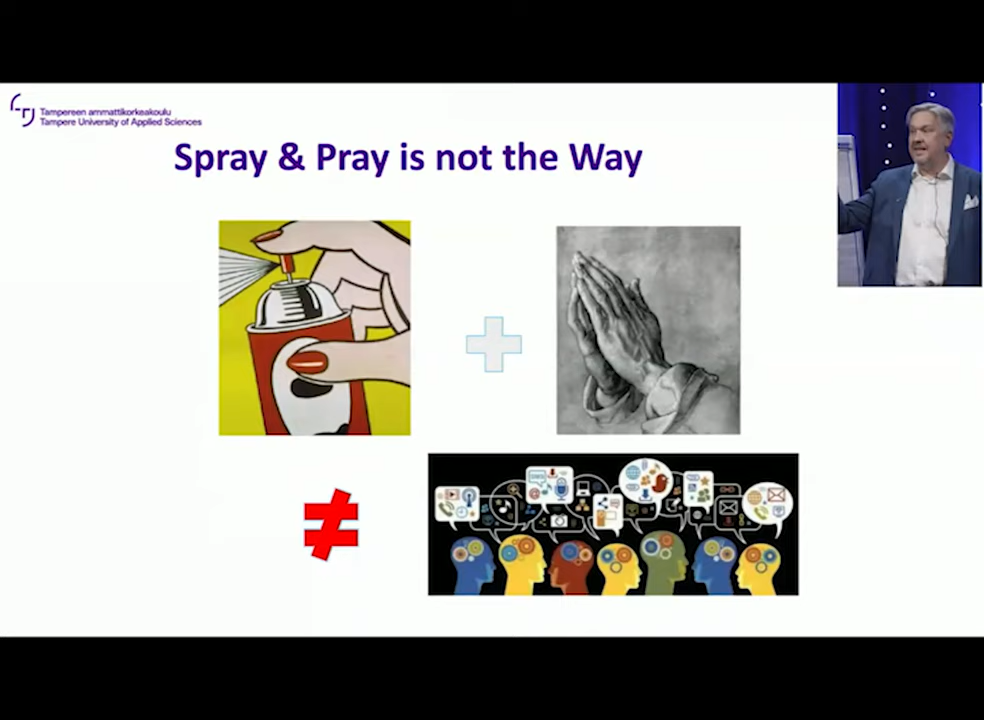 Tampereen ammattikorkeakoulu
Tampere University of Applied Sciences
Spray & Pray is not the Way